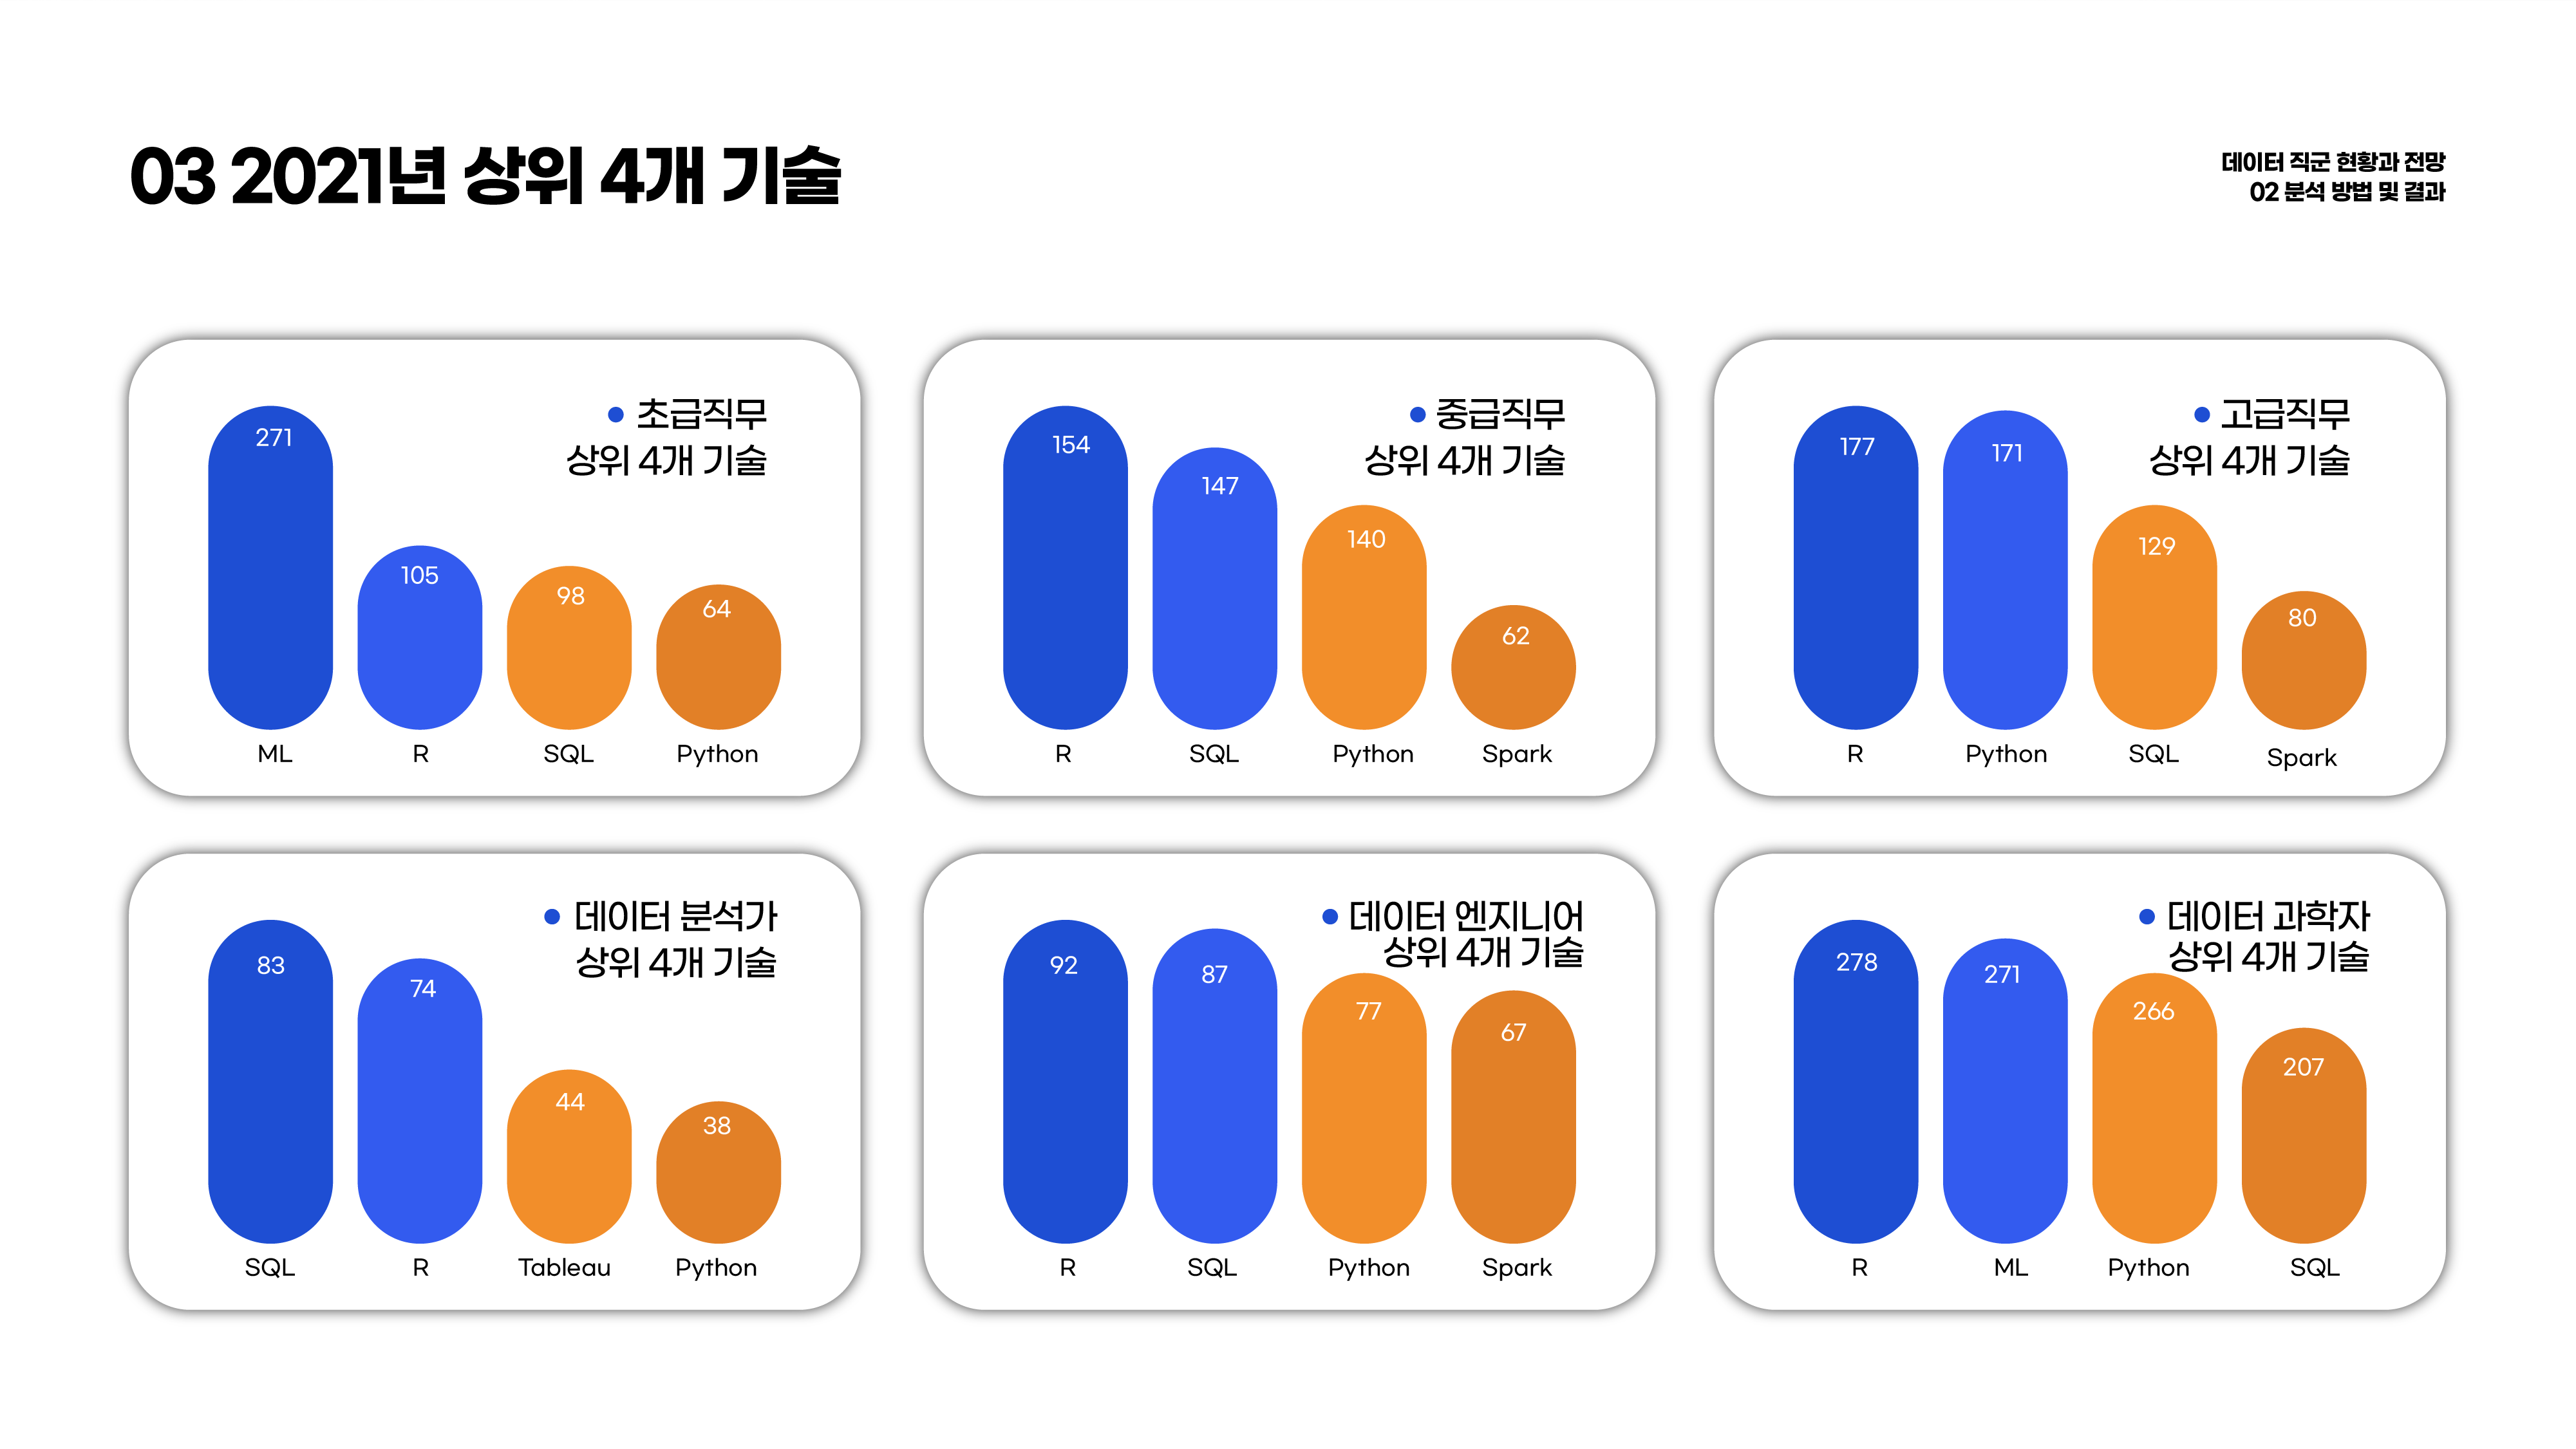 03 2021년 상위 4개 기술
데이터 직군 현황과 전망
02 분석 방법 및 결과
초급직무
상위 4개 기술
271
105
98
64
ML
R
SQL
Python
중급직무
상위 4개 기술
154
147
140
62
R
SQL
Python
Spark
고급직무
상위 4개 기술
177
171
129
80
R
Python
SQL
Spark
데이터 분석가
상위 4개 기술
83
74
44
38
SQL
R
Tableau
Python
데이터 엔지니어
상위 4개 기술
92
87
77
67
R
SQL
Python
Spark
데이터 과학자
상위 4개 기술
278
271
266
207
R
ML
Python
SQL